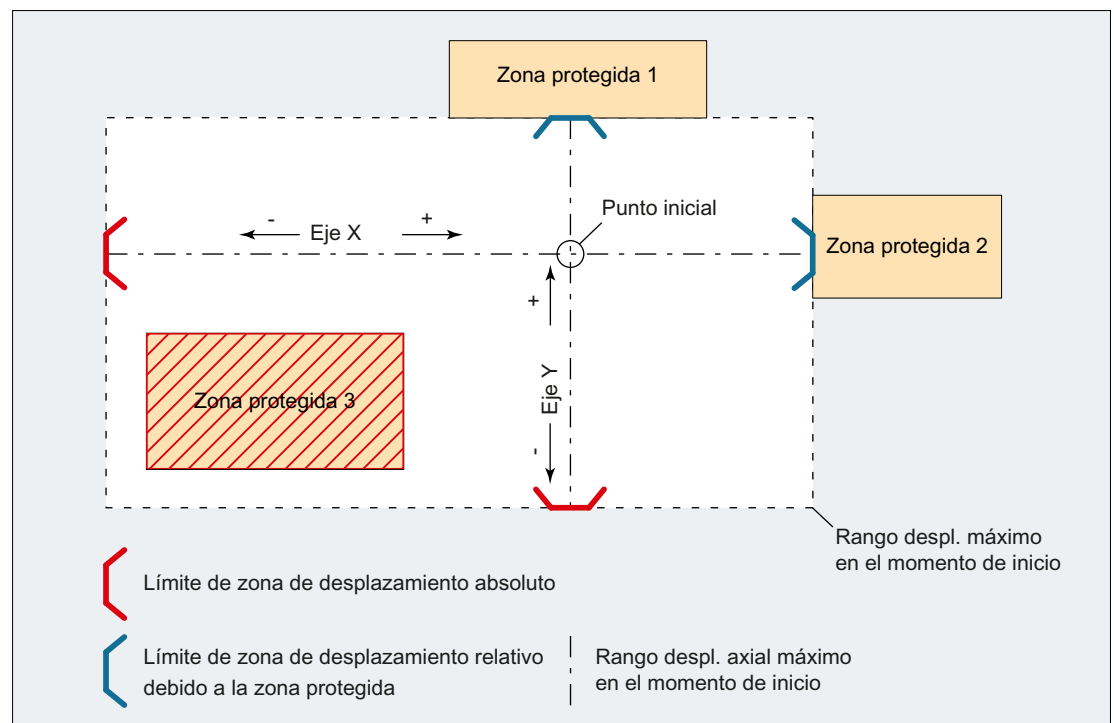 Zona protegida 1
Punto inicial
- Eje X +
Zona protegida 2
+
Eje Y
-
Zona protegida 3
Rango despl. máximo
en el momento de inicio
Límite de zona de desplazamiento absoluto
Límite de zona de desplazamiento relativo
debido a la zona protegida
Rango despl. axial máximo
en el momento de inicio